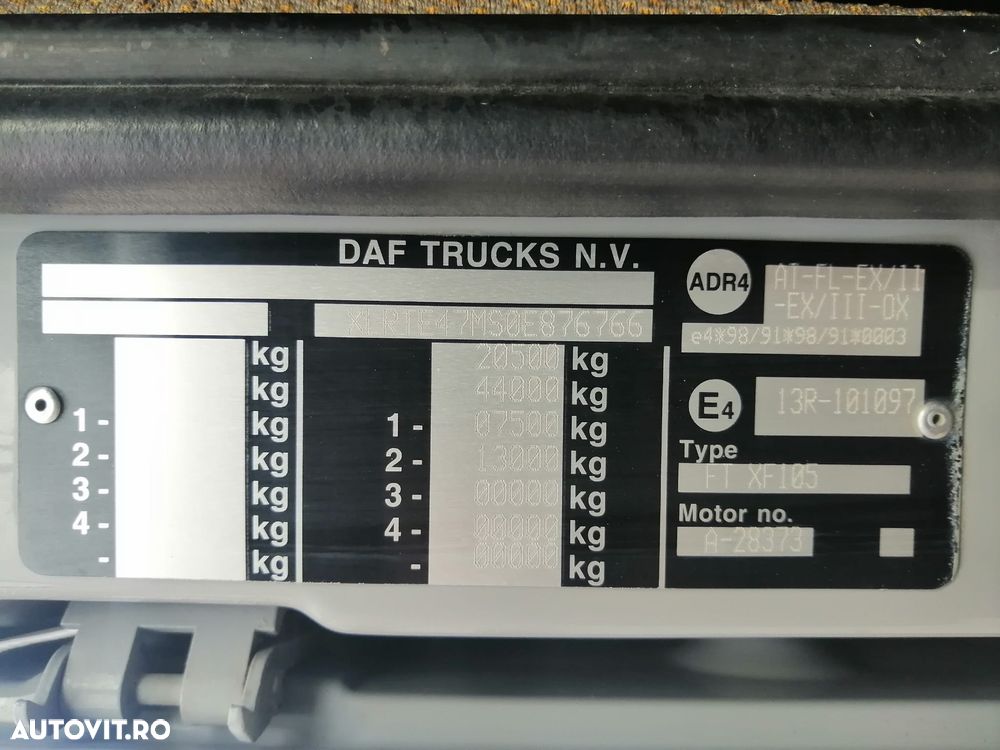 DAF TRUCKS N.V.
XLRTE47MS0E876766
kg 20500 kg
kg 44000 kg
1 - kg 1 - 07500 kg
2 - kg 2 - 13000 kg
3 - kg 3 - 00000 kg
4 - kg 4 - 00000 kg
- kg - 00000 kg
ADR4
AT-FL-EX/II
-EX/III-OX
e4*98/91*98/91*0003
E4
13R-101097
Type
FT XF105
Motor no.
A-28373
AUTOVIT.RO